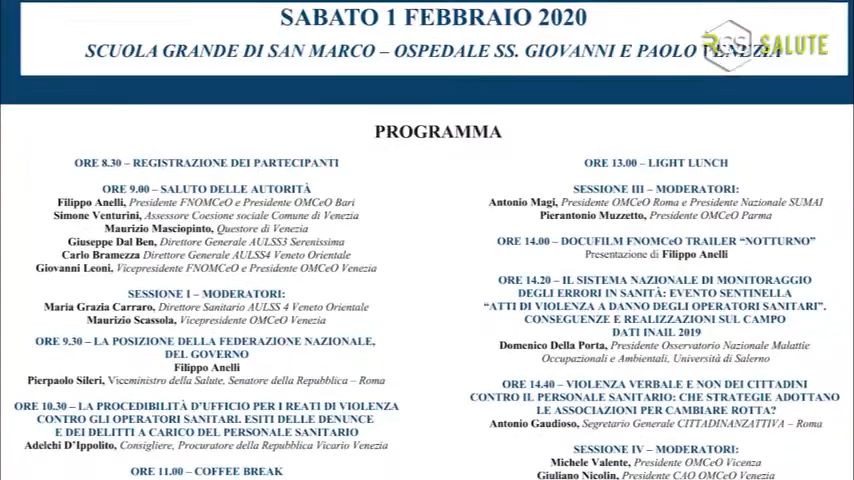 SABATO 1 FEBBRAIO 2020
SCUOLA GRANDE DI SAN MARCO – OSPEDALE SS. GIOVANNI E PAOLO VENEZIA
SALUTE
PROGRAMMA
ORE 8.30 – REGISTRAZIONE DEI PARTECIPANTI
ORE 9.00 – SALUTO DELLE AUTORITÀ
Filippo Anelli, Presidente FNOMCeO e Presidente OMCeO Bari
Simone Venturini, Assessore Coesione sociale Comune di Venezia
Maurizio Masciopinto, Questore di Venezia
Giuseppe Dal Ben, Direttore Generale AULSS3 Serenissima
Carlo Bramezza Direttore Generale AULSS4 Veneto Orientale
Giovanni Leoni, Vicepresidente FNOMCeO e Presidente OMCeO Venezia
SESSIONE I – MODERATORI:
Maria Grazia Carraro, Direttore Sanitario AULSS 4 Veneto Orientale
Maurizio Scassola, Vicepresidente OMCeO Venezia
ORE 9.30 – LA POSIZIONE DELLA FEDERAZIONE NAZIONALE,
DEL GOVERNO
Filippo Anelli
Pierpaolo Sileri, Viceministro della Salute, Senatore della Repubblica – Roma
ORE 10.30 – LA PROCEDIBILITÀ D'UFFICIO PER I REATI DI VIOLENZA
CONTRO GLI OPERATORI SANITARI. ESITI DELLE DENUNCE
E DEI DELITTI A CARICO DEL PERSONALE SANITARIO
Adelchi D'Ippolito, Consigliere, Procuratore della Repubblica Vicario Venezia
ORE 11.00 – COFFEE BREAK
ORE 13.00 – LIGHT LUNCH
SESSIONE III – MODERATORI:
Antonio Magi, Presidente OMCeO Roma e Presidente Nazionale SUMAI
Pierantonio Muzzetto, Presidente OMCeO Parma
ORE 14.00 – DOCUFILM FNOMCeO TRAILER “NOTTURNO”
Presentazione di Filippo Anelli
ORE 14.20 – IL SISTEMA NAZIONALE DI MONITORAGGIO
DEGLI ERRORI IN SANITÀ: EVENTO SENTINELLA
“ATTI DI VIOLENZA A DANNO DEGLI OPERATORI SANITARI”.
CONSEGUENZE E REALIZZAZIONI SUL CAMPO
DATI INAIL 2019
Domenico Della Porta, Presidente Osservatorio Nazionale Malattie
Occupazionali e Ambientali, Università di Salerno
ORE 14.40 – VIOLENZA VERBALE E NON DEI CITTADINI
CONTRO IL PERSONALE SANITARIO: CHE STRATEGIE ADOTTANO
LE ASSOCIAZIONI PER CAMBIARE ROTTA?
Antonio Gaudioso, Segretario Generale CITTADINANZATTIVA – Roma
SESSIONE IV – MODERATORI:
Michele Valente, Presidente OMCeO Vicenza
Giuliano Nicolin, Presidente CAO OMCeO Venezia